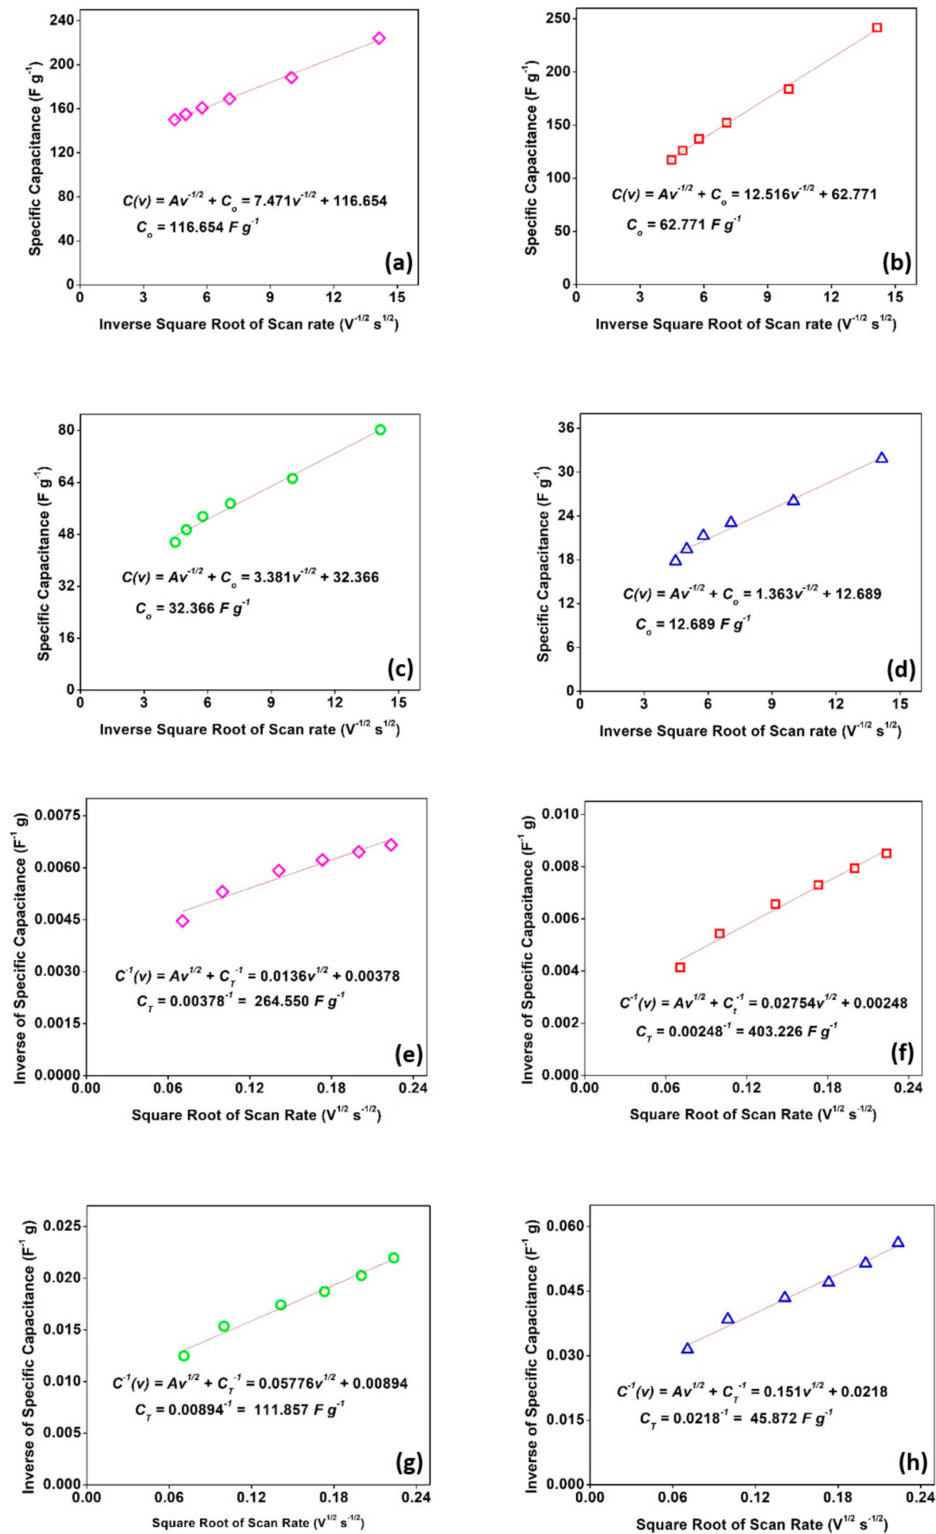 240
200
160
120
80
40
0
Specific Capacitance (F g⁻¹)
C(v) = Av⁻¹/² + Cₒ = 7.471v⁻¹/² + 116.654
Cₒ = 116.654 F g⁻¹
(a)
0 3 6 9 12 15
Inverse Square Root of Scan rate (V⁻¹/² s¹/²)
250
200
150
100
50
0
Specific Capacitance (F g⁻¹)
C(v) = Av⁻¹/² + Cₒ = 12.516v⁻¹/² + 62.771
Cₒ = 62.771 F g⁻¹
(b)
0 3 6 9 12 15
Inverse Square Root of Scan rate (V⁻¹/² s¹/²)
80
64
48
32
16
0
Specific Capacitance (F g⁻¹)
C(v) = Av⁻¹/² + Cₒ = 3.381v⁻¹/² + 32.366
Cₒ = 32.366 F g⁻¹
(c)
0 3 6 9 12 15
Inverse Square Root of Scan rate (V⁻¹/² s¹/²)
36
30
24
18
12
6
0
Specific Capacitance (F g⁻¹)
C(v) = Av⁻¹/² + Cₒ = 1.363v⁻¹/² + 12.689
Cₒ = 12.689 F g⁻¹
(d)
0 3 6 9 12 15
Inverse Square Root of Scan rate (V⁻¹/² s¹/²)
0.0075
0.0060
0.0045
0.0030
0.0015
0.0000
Inverse of Specific Capacitance (F⁻¹ g)
C⁻¹(v) = Av¹/² + C_T⁻¹ = 0.0136v¹/² + 0.00378
C_T = 0.00378⁻¹ = 264.550 F g⁻¹
(e)
0.00 0.06 0.12 0.18 0.24
Square Root of Scan Rate (V¹/² s⁻¹/²)
0.010
0.008
0.006
0.004
0.002
0.000
Inverse of Specific Capacitance (F⁻¹ g)
C⁻¹(v) = Av¹/² + C_t⁻¹ = 0.02754v¹/² + 0.00248
C_T = 0.00248⁻¹ = 403.226 F g⁻¹
(f)
0.00 0.06 0.12 0.18 0.24
Square Root of Scan Rate (V¹/² s⁻¹/²)
0.025
0.020
0.015
0.010
0.005
0.000
Inverse of Specific Capacitance (F⁻¹ g)
C⁻¹(v) = Av¹/² + C_T⁻¹ = 0.05776v¹/² + 0.00894
C_T = 0.00894⁻¹ = 111.857 F g⁻¹
(g)
0.00 0.06 0.12 0.18 0.24
Square Root of Scan Rate (V¹/² s⁻¹/²)
0.060
0.045
0.030
0.015
0.000
Inverse of Specific Capacitance (F⁻¹ g)
C⁻¹(v) = Av¹/² + C_T⁻¹ = 0.151v¹/² + 0.0218
C_T = 0.0218⁻¹ = 45.872 F g⁻¹
(h)
0.00 0.06 0.12 0.18 0.24
Square Root of Scan Rate (V¹/² s⁻¹/²)